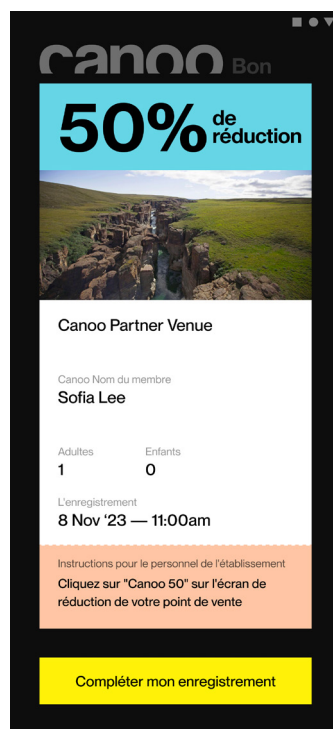 canoo Bon
50% de
réduction
Canoo Partner Venue
Canoo Nom du membre
Sofia Lee
Adultes Enfants
1 0
L'enregistrement
8 Nov ‘23 — 11:00am
Instructions pour le personnel de l'établissement
Cliquez sur "Canoo 50" sur l'écran de
réduction de votre point de vente
Compléter mon enregistrement